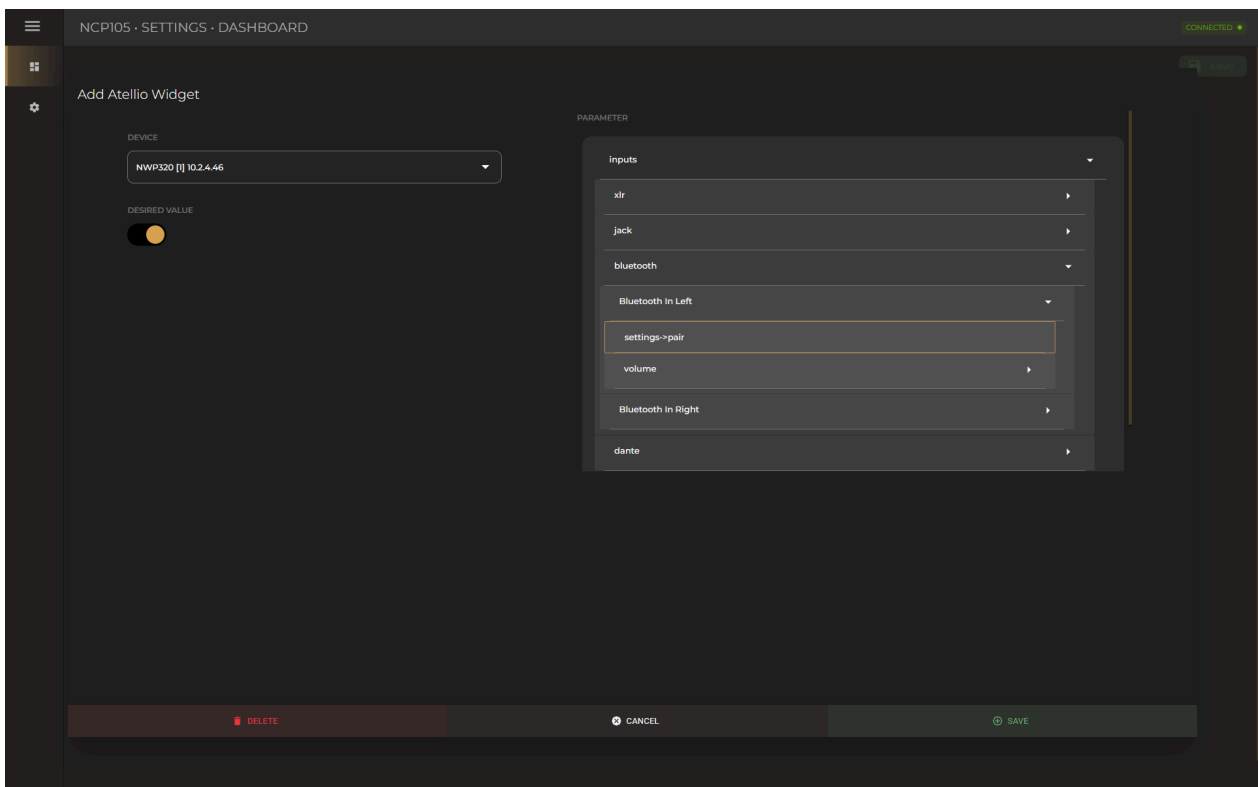 NCP105 • SETTINGS • DASHBOARD
CONNECTED
SAVE
Add Atellio Widget
DEVICE
NWP320 [1] 10.2.4.46
DESIRED VALUE
PARAMETER
inputs
xlr
jack
bluetooth
Bluetooth In Left
settings->pair
volume
Bluetooth In Right
dante
DELETE
CANCEL
SAVE